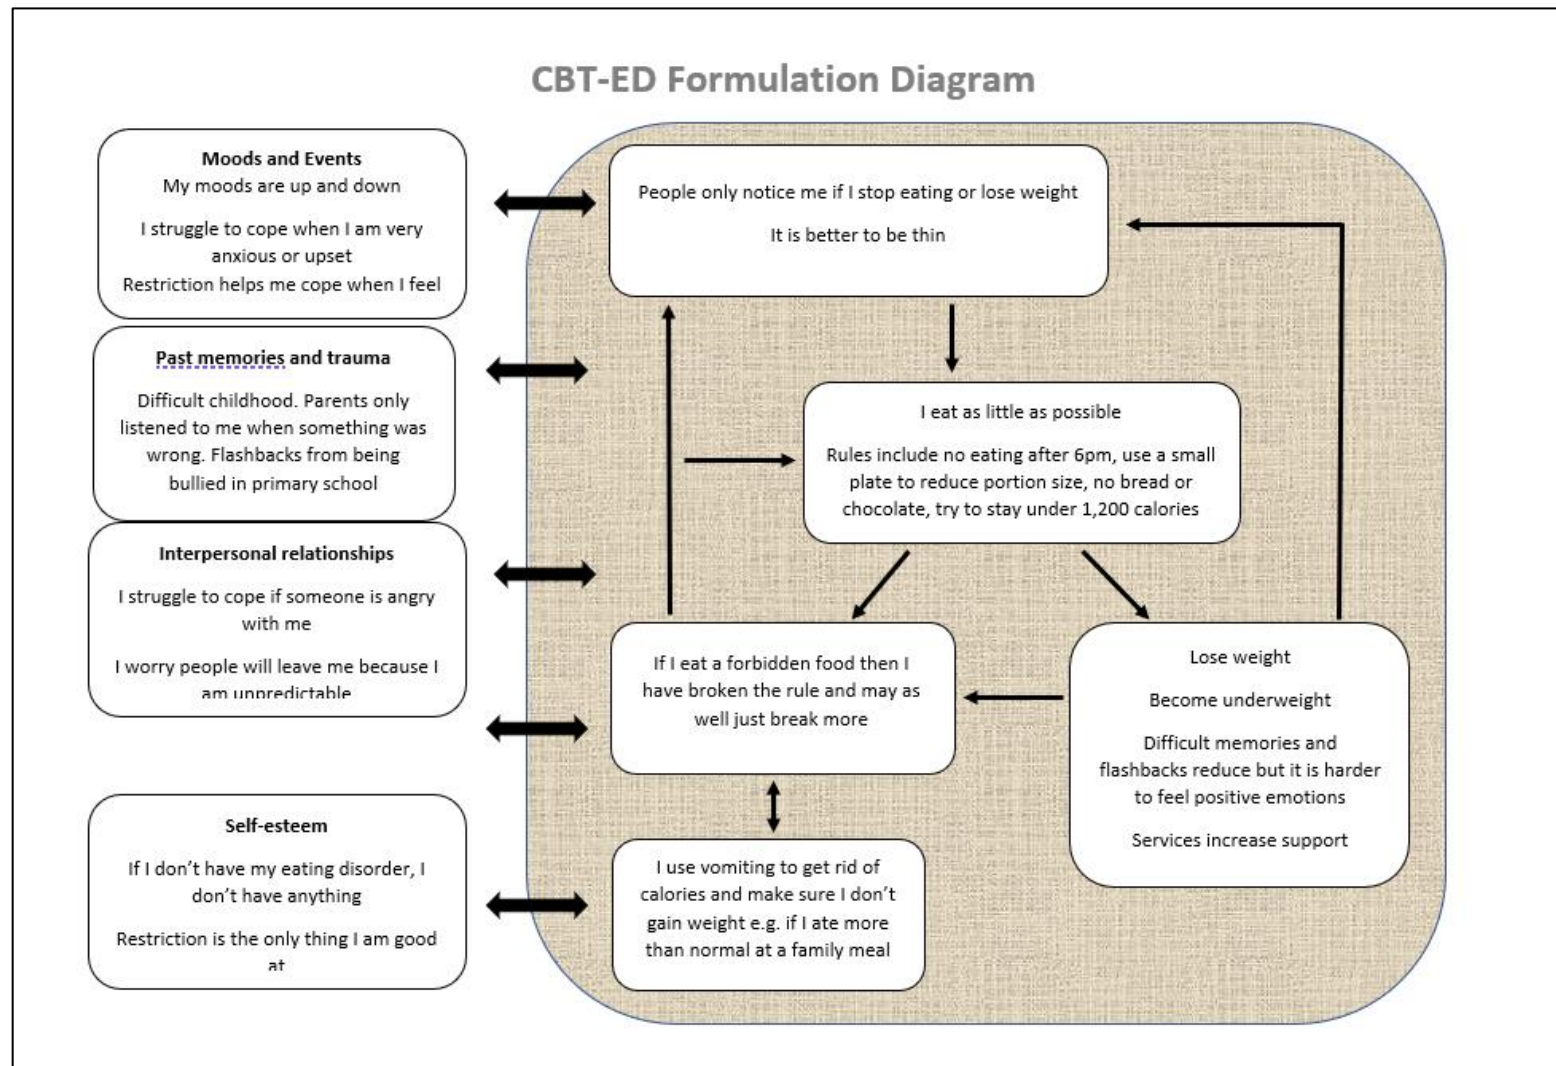 CBT-ED Formulation Diagram
Moods and Events
My moods are up and down
I struggle to cope when I am very
anxious or upset
Restriction helps me cope when I feel
Past memories and trauma
Difficult childhood. Parents only
listened to me when something was
wrong. Flashbacks from being
bullied in primary school
Interpersonal relationships
I struggle to cope if someone is angry
with me
I worry people will leave me because I
am unpredictable
Self-esteem
If I don’t have my eating disorder, I
don’t have anything
Restriction is the only thing I am good
at
People only notice me if I stop eating or lose weight
It is better to be thin
I eat as little as possible
Rules include no eating after 6pm, use a small
plate to reduce portion size, no bread or
chocolate, try to stay under 1,200 calories
If I eat a forbidden food then I
have broken the rule and may as
well just break more
Lose weight
Become underweight
Difficult memories and
flashbacks reduce but it is harder
to feel positive emotions
Services increase support
I use vomiting to get rid of
calories and make sure I don’t
gain weight e.g. if I ate more
than normal at a family meal